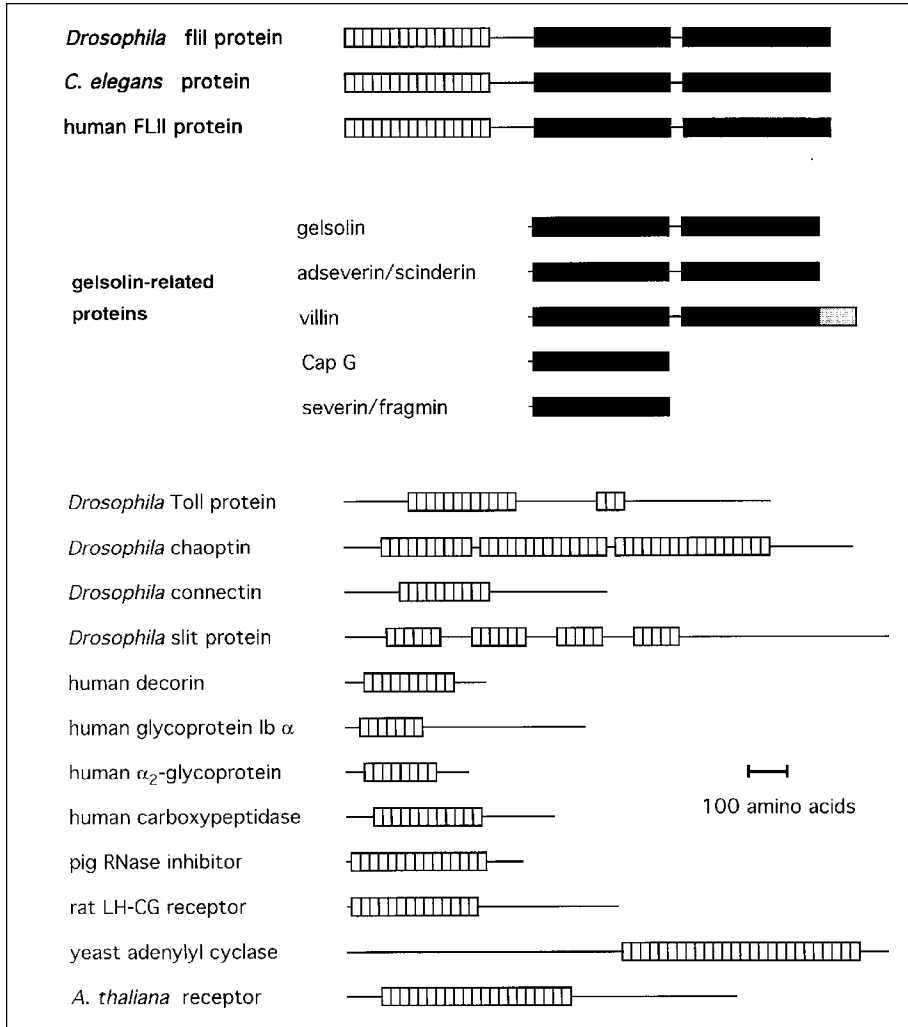 Drosophila fliI protein
C. elegans protein
human FLII protein
gelsolin-related
proteins
gelsolin
adseverin/scinderin
villin
Cap G
severin/fragmin
Drosophila Toll protein
Drosophila chaoptin
Drosophila connectin
Drosophila slit protein
human decorin
human glycoprotein Ib α
human α₂-glycoprotein
human carboxypeptidase
pig RNase inhibitor
rat LH-CG receptor
yeast adenylyl cyclase
A. thaliana receptor
100 amino acids